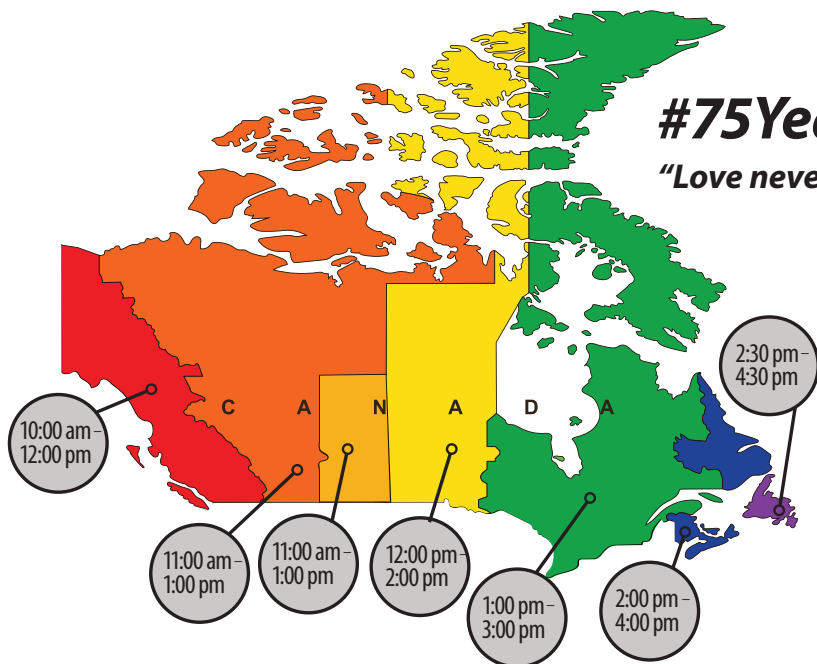 #75Yea
“Love neve
C A N A D A
2:30 pm–
4:30 pm
10:00 am–
12:00 pm
11:00 am–
1:00 pm
11:00 am–
1:00 pm
12:00 pm–
2:00 pm
1:00 pm–
3:00 pm
2:00 pm–
4:00 pm